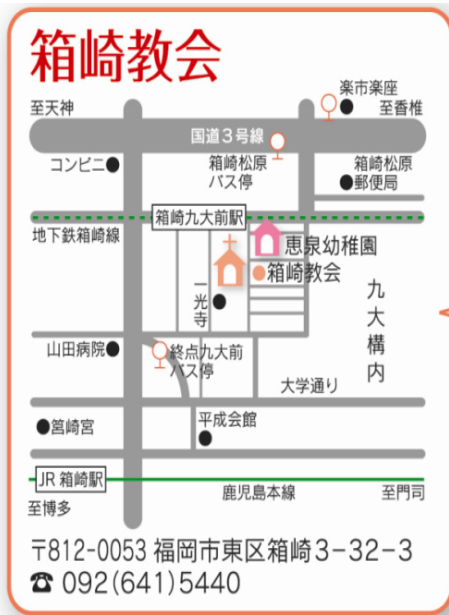 箱崎教会
楽市楽座
至天神
至香椎
国道3号線
コンビニ
箱崎松原
バス停
箱崎松原
郵便局
箱崎九大前駅
地下鉄箱崎線
恵泉幼稚園
箱崎教会
一光寺
九大構内
山田病院
終点九大前
バス停
大学通り
筥崎宮
平成会館
JR 箱崎駅
鹿児島本線
至門司
至博多
〒812-0053 福岡市東区箱崎3-32-3
☎ 092(641)5440